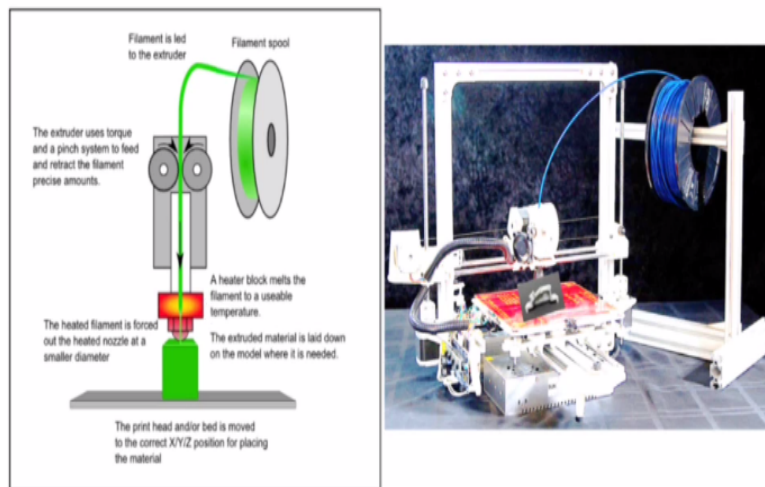 Filament is led
to the extruder
Filament spool
The extruder uses torque
and a pinch system to feed
and retract the filament
precise amounts.
A heater block melts the
filament to a useable
temperature.
The heated filament is forced
out the heated nozzle at a
smaller diameter
The extruded material is laid down
on the model where it is needed.
The print head and/or bed is moved
to the correct X/Y/Z position for placing
the material